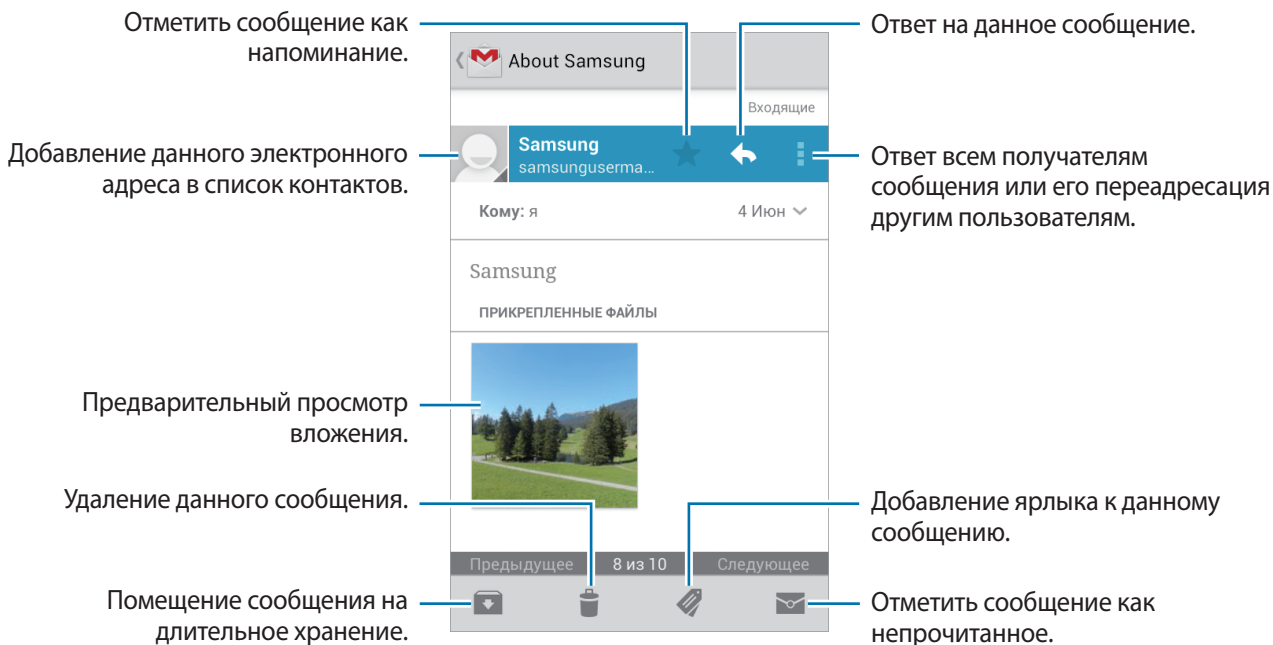 Отметить сообщение как
напоминание.
Ответ на данное сообщение.
About Samsung
Входящие
Добавление данного электронного
адреса в список контактов.
Samsung
samsunguserma...
Ответ всем получателям
сообщения или его переадресация
другим пользователям.
Кому: я
4 Июн
Samsung
ПРИКРЕПЛЕННЫЕ ФАЙЛЫ
Предварительный просмотр
вложения.
Удаление данного сообщения.
Добавление ярлыка к данному
сообщению.
Предыдущее 8 из 10 Следующее
Помещение сообщения на
длительное хранение.
Отметить сообщение как
непрочитанное.